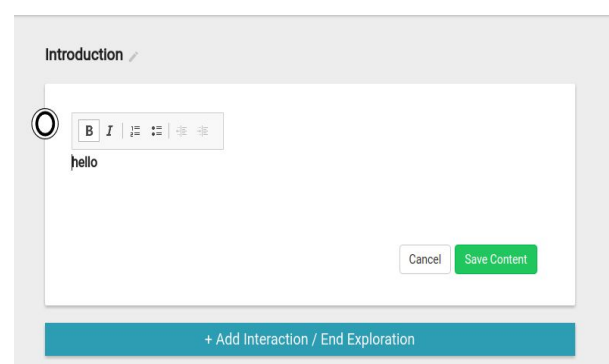 Introduction
B I
hello
Cancel Save Content
+ Add Interaction / End Exploration